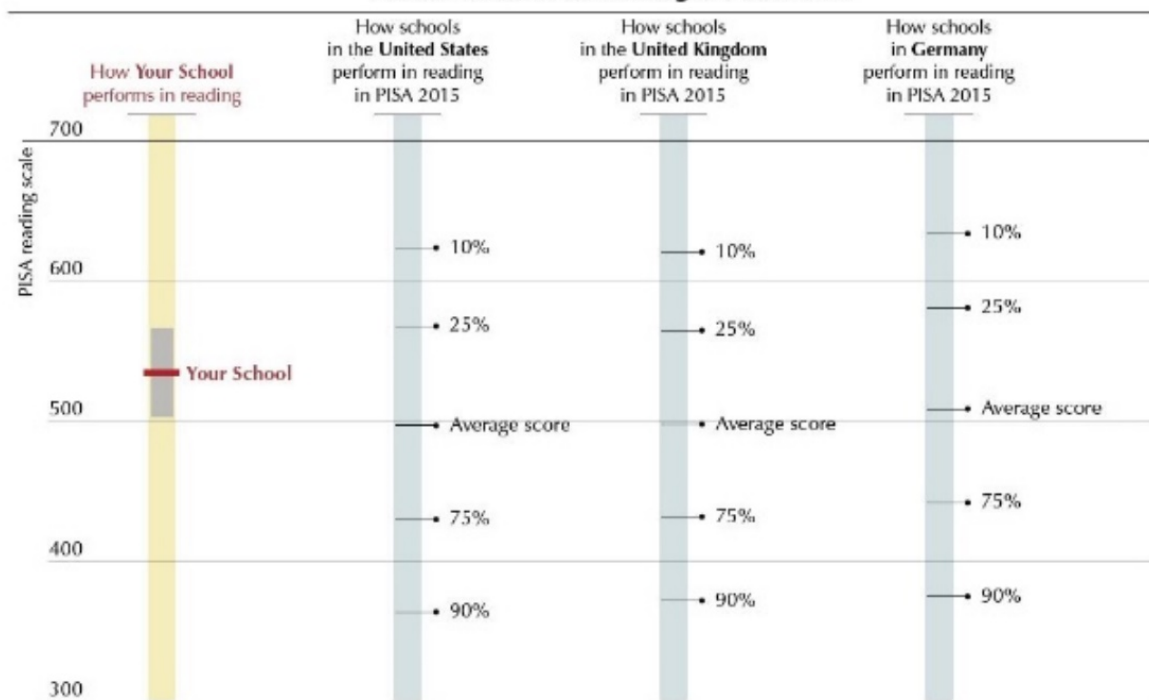 How Your School
performs in reading
How schools
in the United States
perform in reading
in PISA 2015
How schools
in the United Kingdom
perform in reading
in PISA 2015
How schools
in Germany
perform in reading
in PISA 2015
PISA reading scale
700
600
500
400
300
Your School
10%
25%
Average score
75%
90%
10%
25%
Average score
75%
90%
10%
25%
Average score
75%
90%